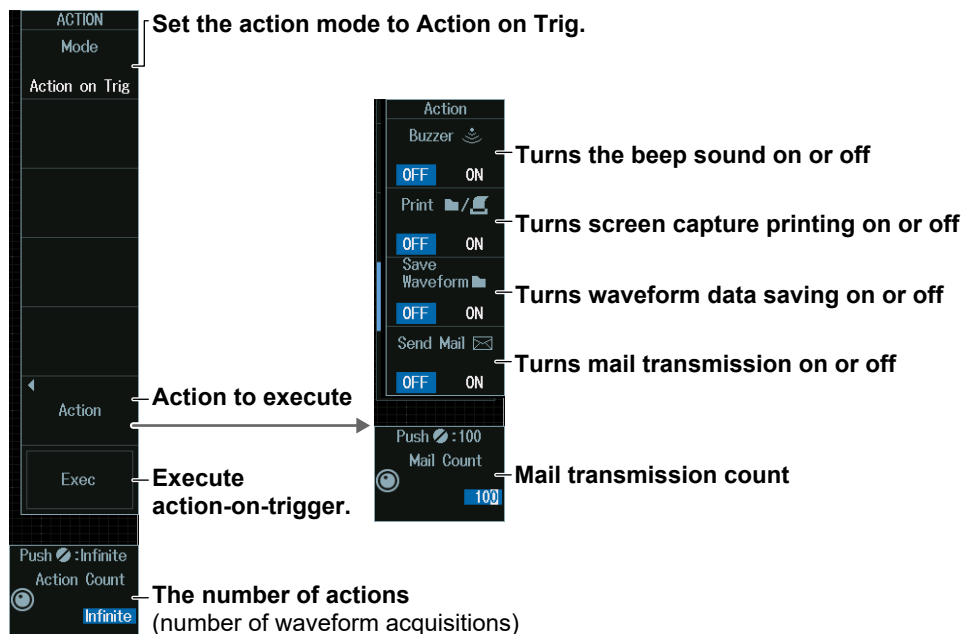 ACTION
Mode
Action on Trig
Set the action mode to Action on Trig.
Action
Buzzer
OFF ON
Turns the beep sound on or off
Print /
OFF ON
Turns screen capture printing on or off
Save
Waveform
OFF ON
Turns waveform data saving on or off
Send Mail
OFF ON
Turns mail transmission on or off
Action
Action to execute
Push :100
Mail Count
100
Mail transmission count
Exec
Execute
action-on-trigger.
Push :Infinite
Action Count
Infinite
The number of actions
(number of waveform acquisitions)